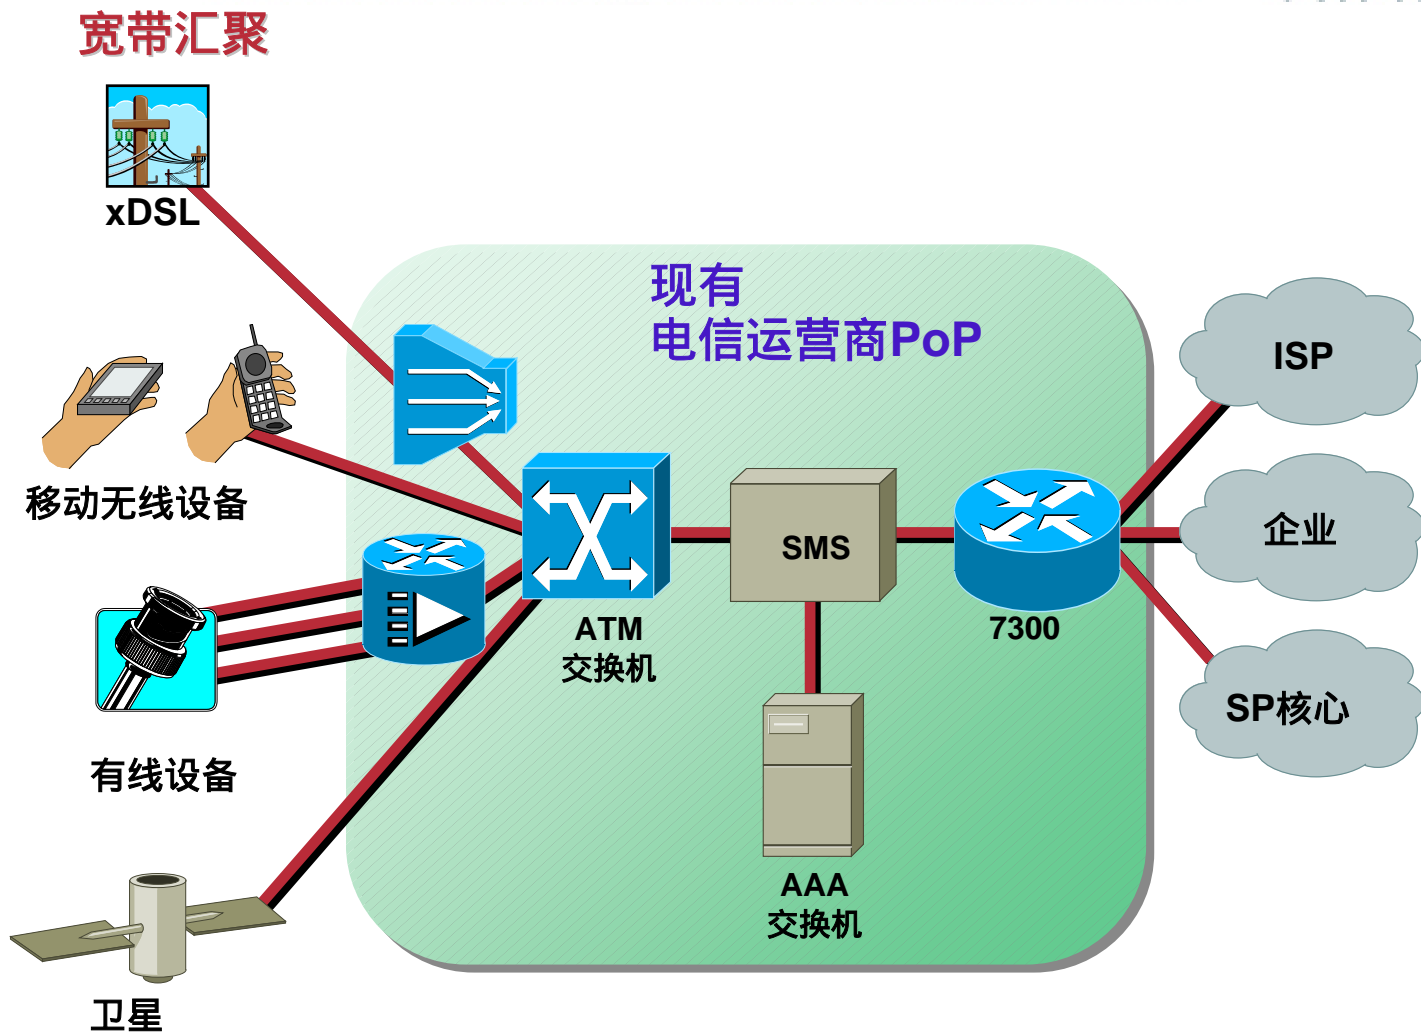 宽带汇聚
xDSL
现有
电信运营商PoP
ISP
移动无线设备
企业
SMS
ATM
交换机
7300
SP核心
有线设备
AAA
交换机
卫星